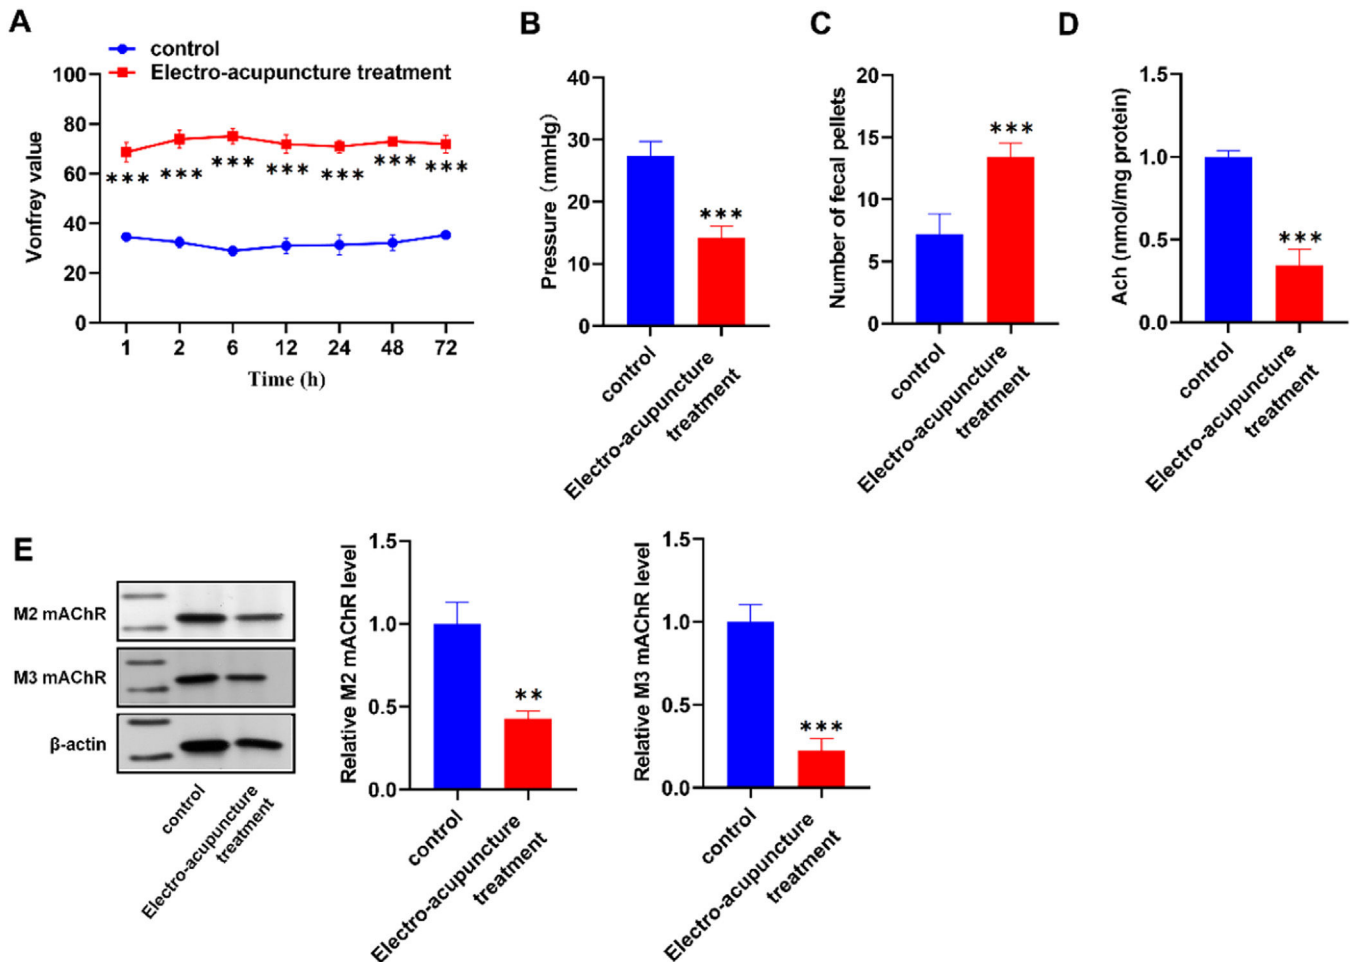 A
control
Electro-acupuncture treatment
Vonfrey value
100
80
60
40
20
0
***
***
***
***
***
***
***
1 2 6 12 24 48 72
Time (h)
B
Pressure (mmHg)
40
30
20
10
0
***
control
Electro-acupuncture
treatment
C
Number of fecal pellets
20
15
10
5
0
***
control
Electro-acupuncture
treatment
D
Ach (nmol/mg protein)
1.5
1.0
0.5
0.0
***
control
Electro-acupuncture
treatment
E
M2 mAChR
M3 mAChR
β-actin
control
Electro-acupuncture
treatment
Relative M2 mAChR level
1.5
1.0
0.5
0.0
**
control
Electro-acupuncture
treatment
Relative M3 mAChR level
1.5
1.0
0.5
0.0
***
control
Electro-acupuncture
treatment